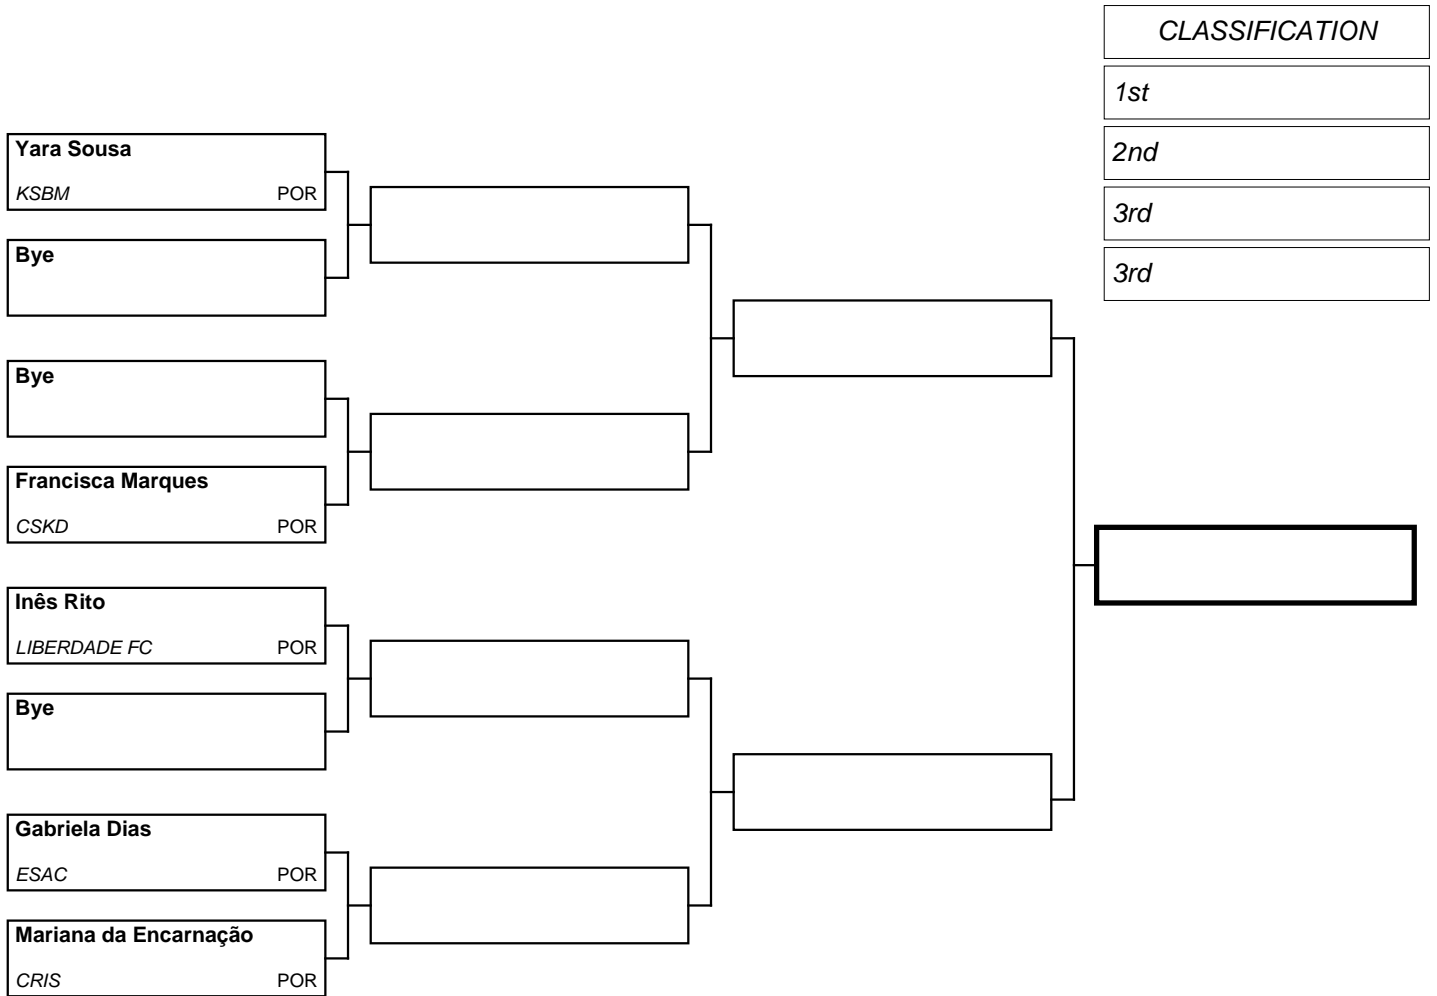 CLASSIFICATION
1st
2nd
3rd
3rd
Yara Sousa
KSBM POR
Bye
Bye
Francisca Marques
CSKD POR
Inês Rito
LIBERDADE FC POR
Bye
Gabriela Dias
ESAC POR
Mariana da Encarnação
CRIS POR